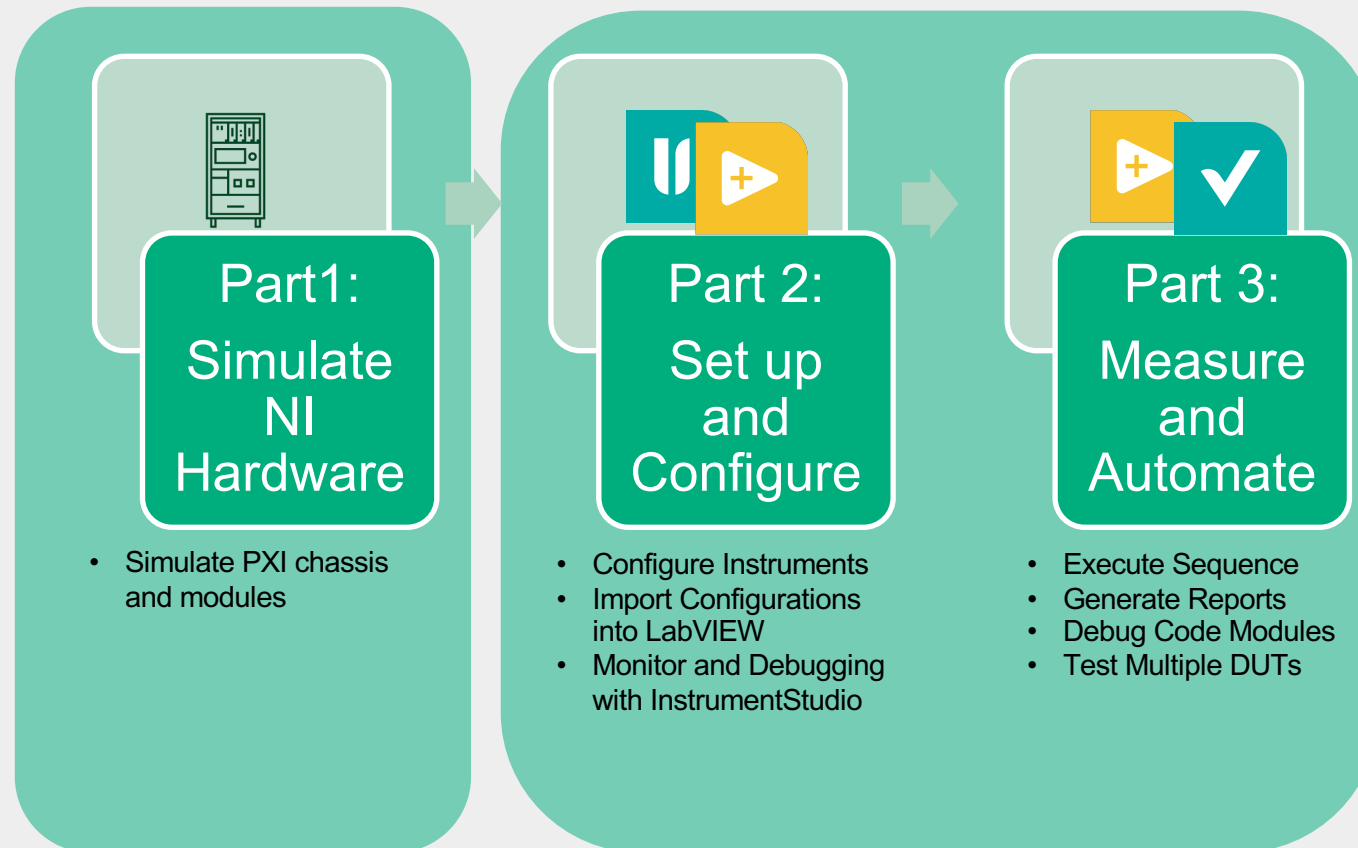 Part1:
Simulate
NI
Hardware
• Simulate PXI chassis
and modules
Part 2:
Set up
and
Configure
• Configure Instruments
• Import Configurations
into LabVIEW
• Monitor and Debugging
with InstrumentStudio
Part 3:
Measure
and
Automate
• Execute Sequence
• Generate Reports
• Debug Code Modules
• Test Multiple DUTs